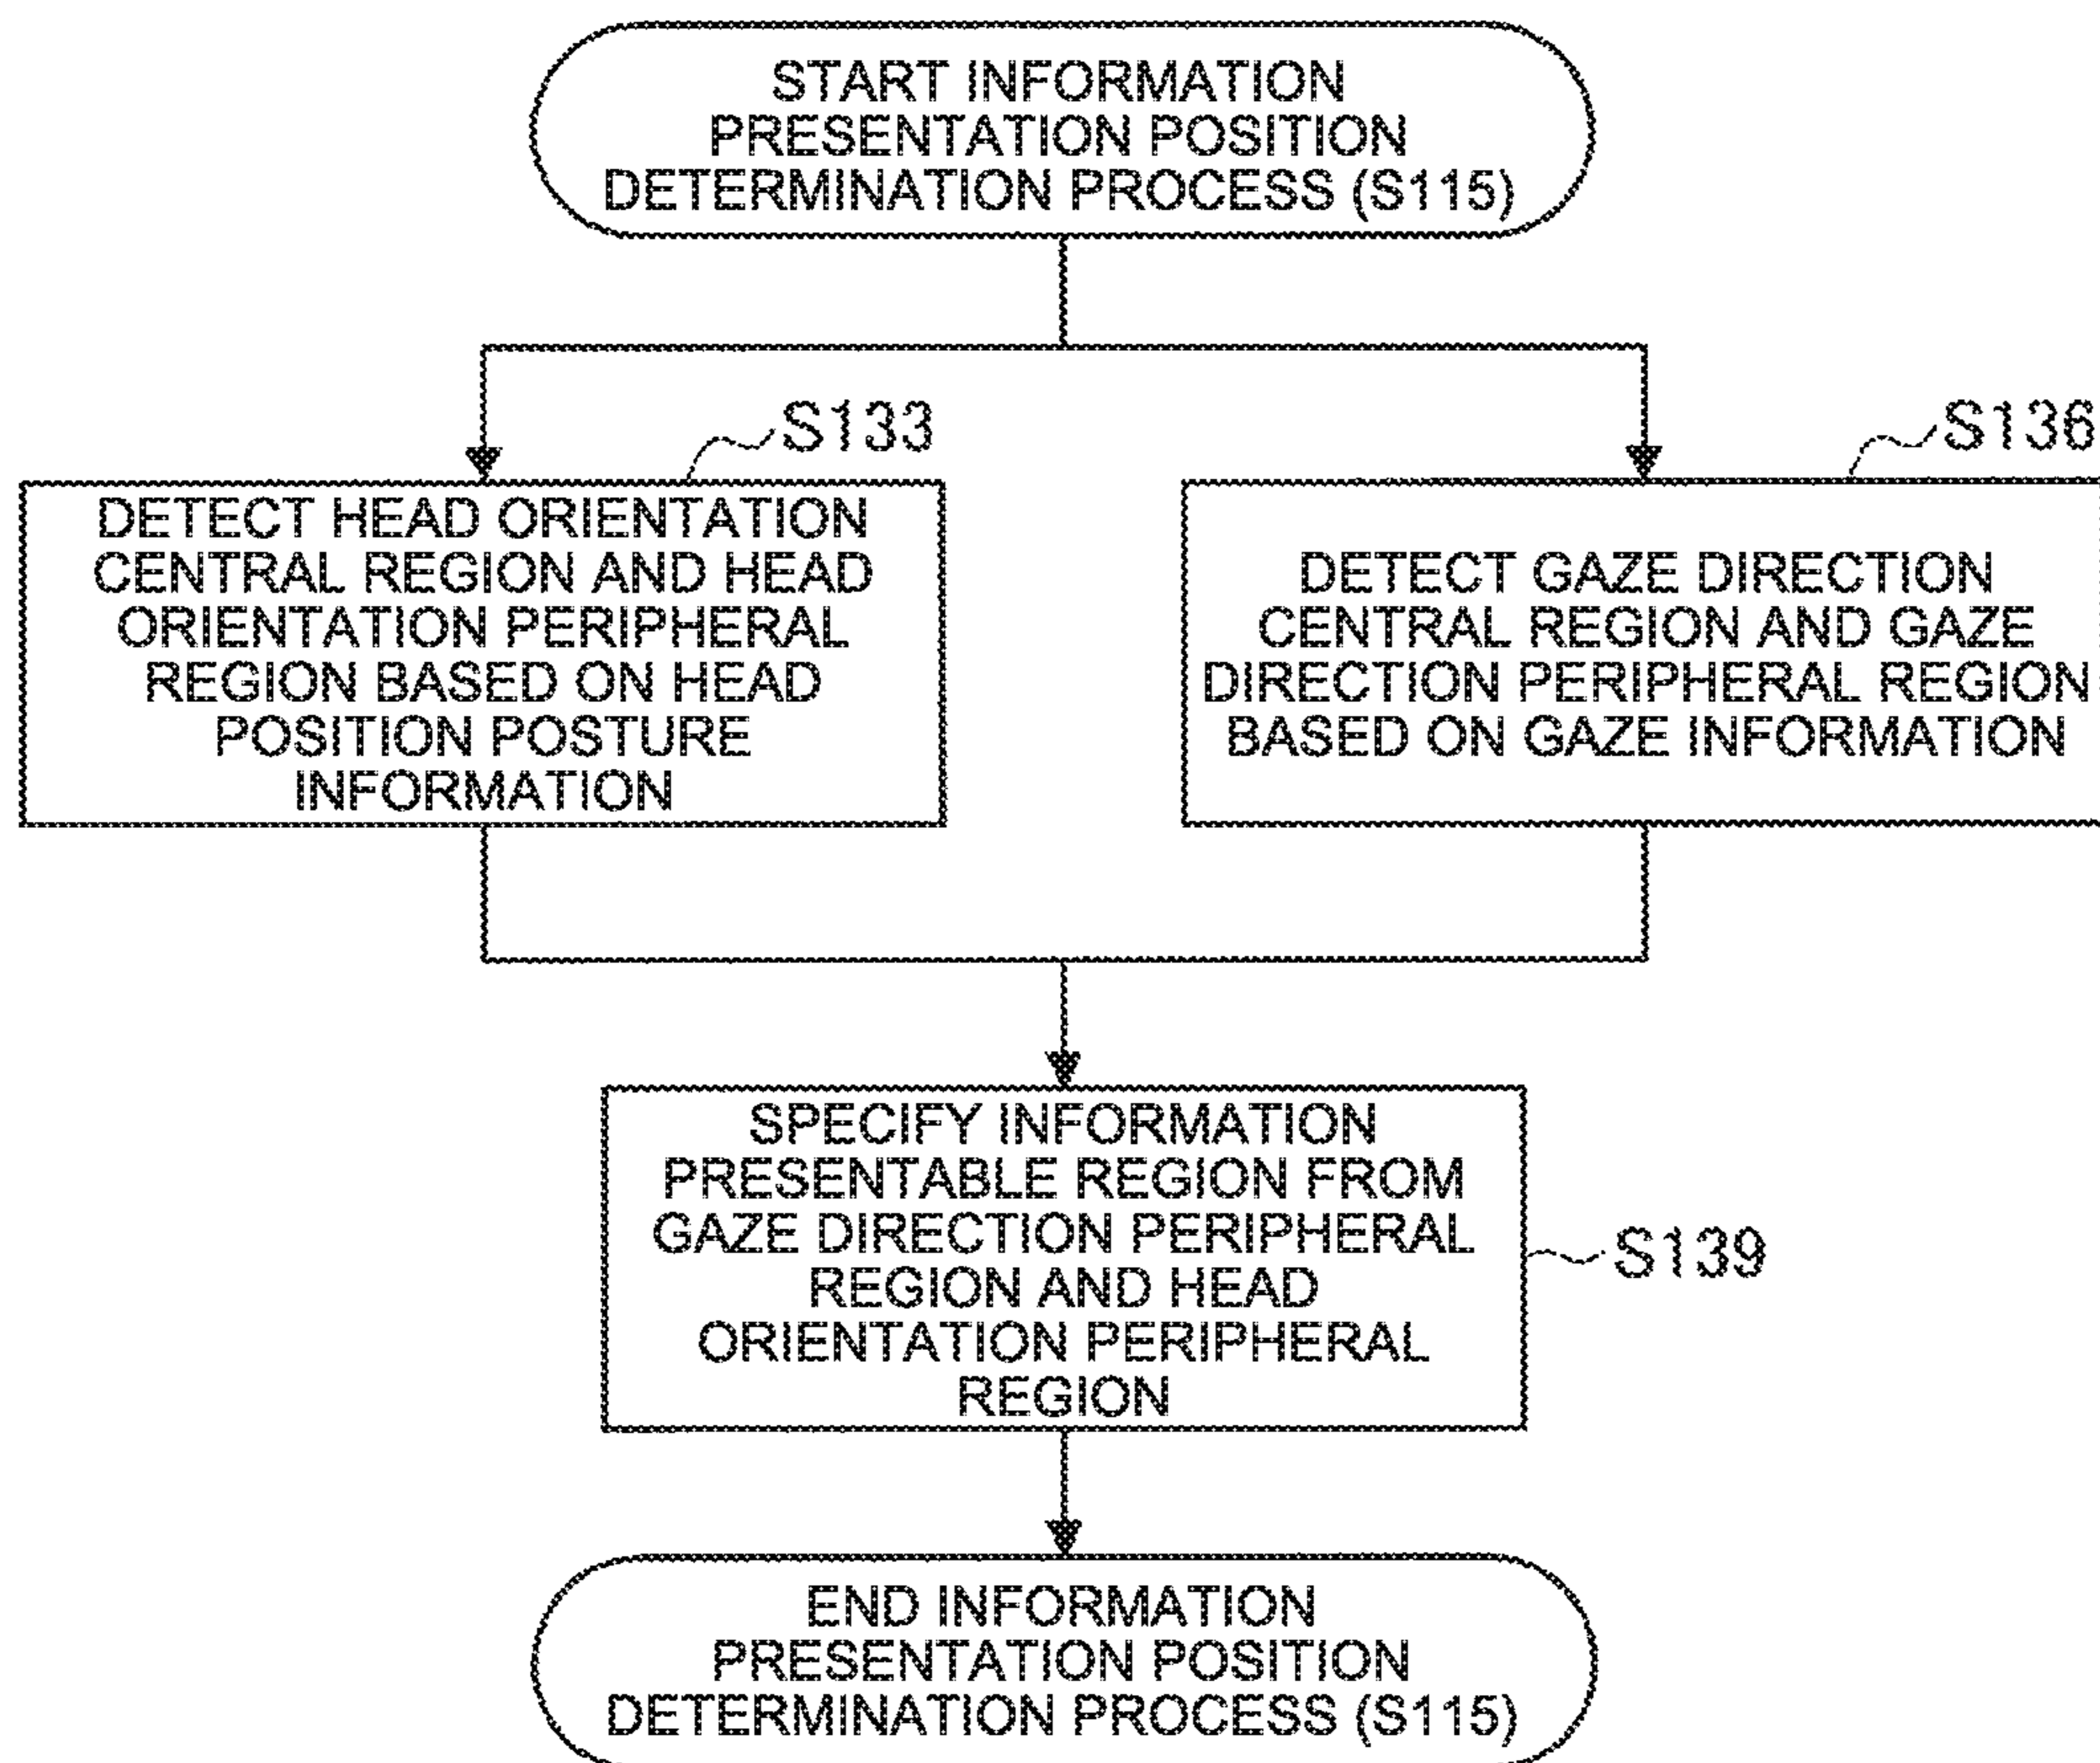 START INFORMATION
PRESENTATION POSITION
DETERMINATION PROCESS (S115)
S133
DETECT HEAD ORIENTATION
CENTRAL REGION AND HEAD
ORIENTATION PERIPHERAL
REGION BASED ON HEAD
POSITION POSTURE
INFORMATION
S136
DETECT GAZE DIRECTION
CENTRAL REGION AND GAZE
DIRECTION PERIPHERAL REGION
BASED ON GAZE INFORMATION
SPECIFY INFORMATION
PRESENTABLE REGION FROM
GAZE DIRECTION PERIPHERAL
REGION AND HEAD
ORIENTATION PERIPHERAL
REGION
S139
END INFORMATION
PRESENTATION POSITION
DETERMINATION PROCESS (S115)